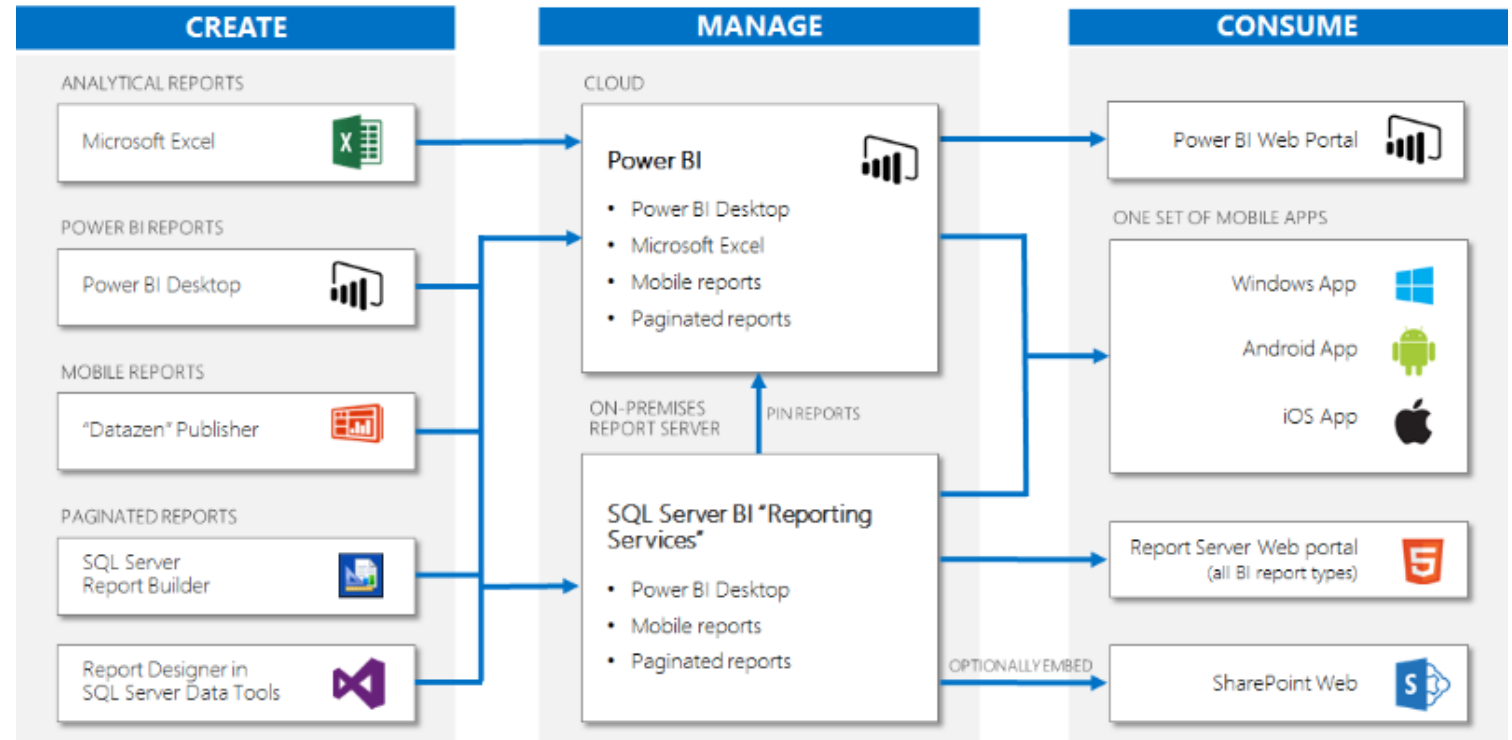 CREATE
ANALYTICAL REPORTS
Microsoft Excel
POWER BI REPORTS
Power BI Desktop
MOBILE REPORTS
“Datazen” Publisher
PAGINATED REPORTS
SQL Server
Report Builder
Report Designer in
SQL Server Data Tools
MANAGE
CLOUD
Power BI
• Power BI Desktop
• Microsoft Excel
• Mobile reports
• Paginated reports
ON-PREMISES
REPORT SERVER
PIN REPORTS
SQL Server BI “Reporting
Services”
• Power BI Desktop
• Mobile reports
• Paginated reports
OPTIONALLY EMBED
CONSUME
Power BI Web Portal
ONE SET OF MOBILE APPS
Windows App
Android App
iOS App
Report Server Web portal
(all BI report types)
SharePoint Web